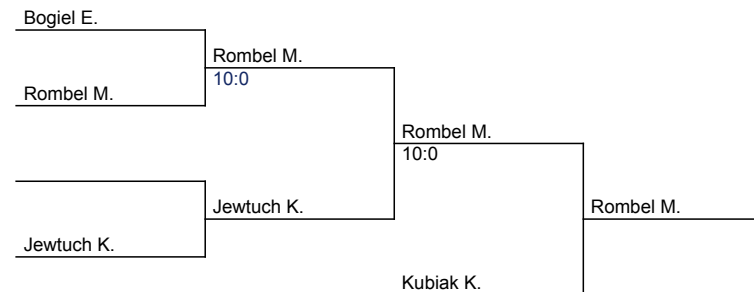 Bogiel E.
Rombel M.
10:0
Rombel M.
Rombel M.
10:0
Jewtuch K.
Rombel M.
Jewtuch K.
Kubiak K.